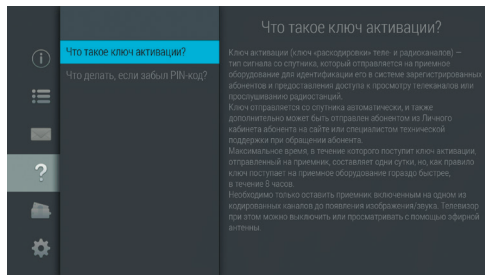 Что такое ключ активации?
Что такое ключ активации?
Что делать, если забыл PIN-код?
Ключ активации (ключ «раскодировки» теле- и радиоканалов) —
тип сигнала со спутника, который отправляется на приемное
оборудование для идентификации его в системе зарегистрированных
абонентов и предоставления доступа к просмотру телеканалов или
прослушиванию радиостанций.
Ключ отправляется со спутника автоматически, и также
дополнительно может быть отправлен абонентом из Личного
кабинета абонента на сайте или специалистом технической
поддержки при обращении абонента.
Максимальное время, в течение которого поступит ключ активации,
отправленный на приемник, составляет одни сутки, но, как правило
ключ поступает на приемное оборудование гораздо быстрее,
в течение 8 часов.
Необходимо только оставить приемник включенным на одном из
кодированных каналов до появления изображения/звука. Телевизор
при этом можно выключить или просматривать с помощью эфирной
антенны.